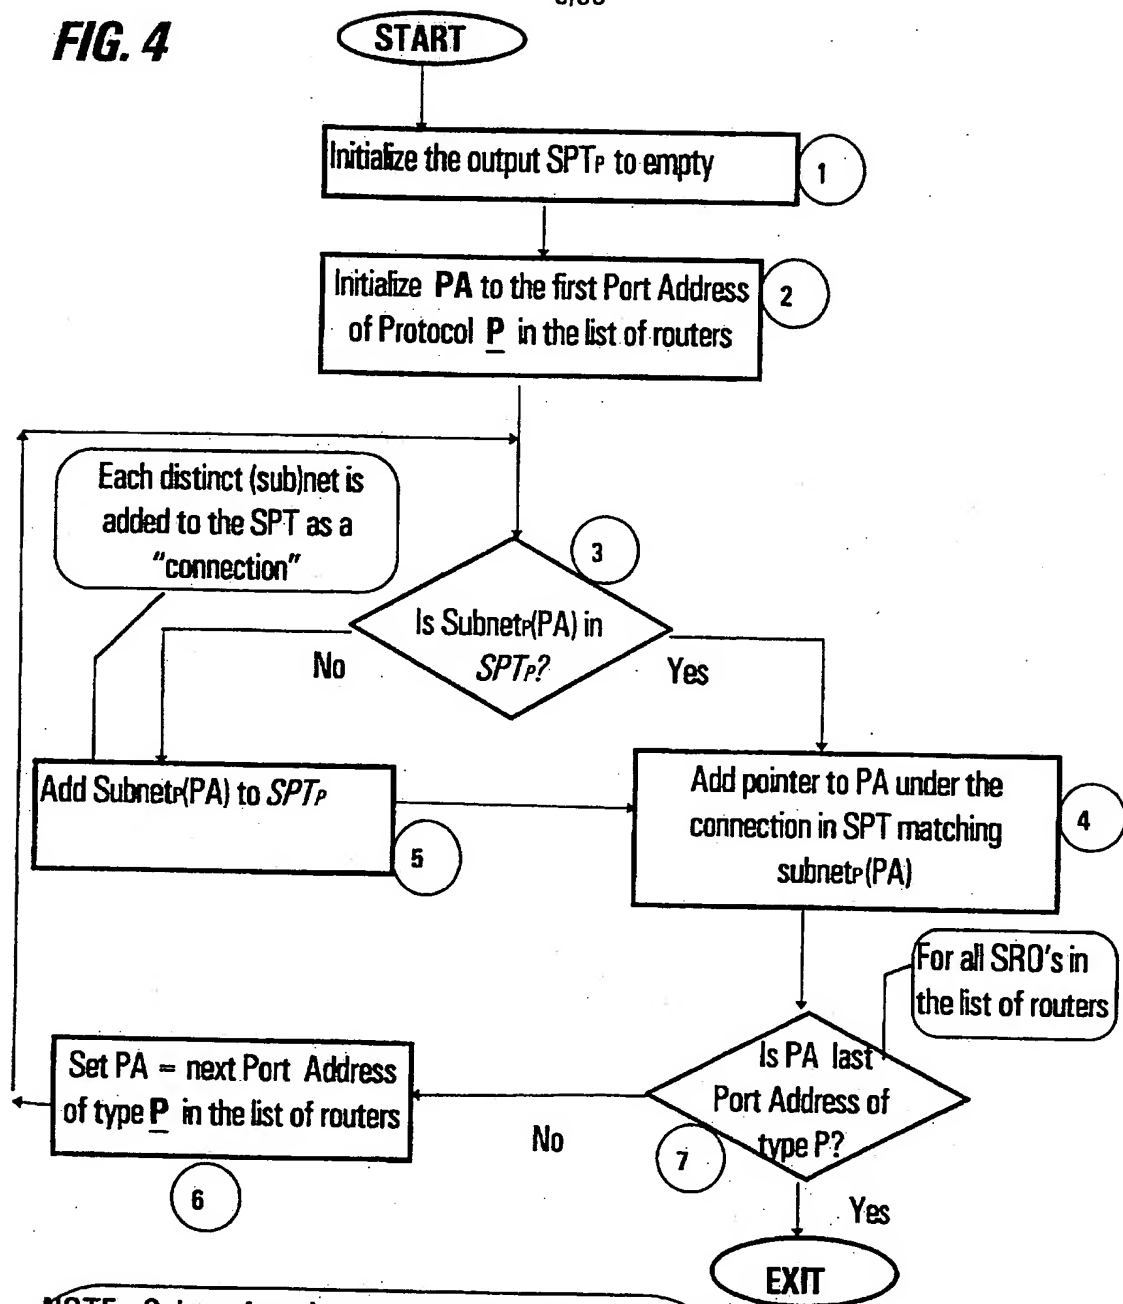 FIG. 4
START
Initialize the output SPTP to empty
1
Initialize PA to the first Port Address
of Protocol P in the list of routers
2
Each distinct (sub)net is
added to the SPT as a
"connection"
3
Is SubnetP(PA) in
SPTP?
No
Yes
Add SubnetP(PA) to SPTP
5
Add pointer to PA under the
connection in SPT matching
subnetP(PA)
4
For all SRO's in
the list of routers
Set PA = next Port Address
of type P in the list of routers
6
No
Is PA last
Port Address of
type P?
7
Yes
EXIT